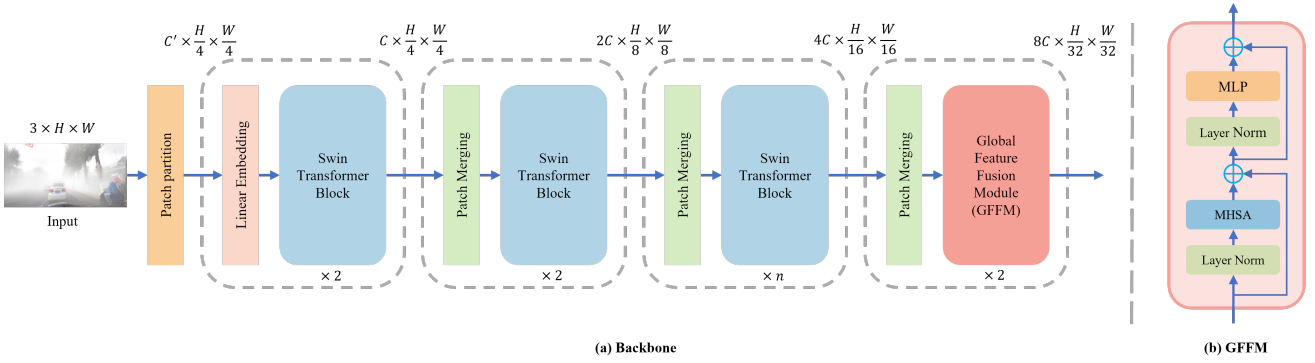 C′ × H/4 × W/4
C × H/4 × W/4
2C × H/8 × W/8
4C × H/16 × W/16
8C × H/32 × W/32
3 × H × W
Input
Patch partition
Linear Embedding
Swin
Transformer
Block
× 2
Patch Merging
Swin
Transformer
Block
× 2
Patch Merging
Swin
Transformer
Block
× n
Patch Merging
Global
Feature
Fusion
Module
(GFFM)
× 2
(a) Backbone
MLP
Layer Norm
MHSA
Layer Norm
(b) GFFM